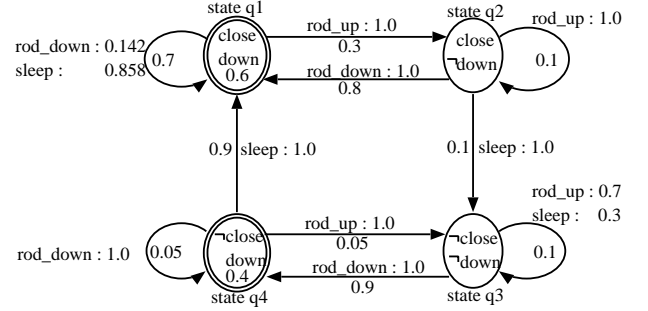 state q1
state q2
rod_up : 1.0
rod_up : 1.0
close
close
rod_down : 0.142
0.3
0.7
down
¬down
0.1
rod_down : 1.0
sleep : 0.858
0.6
0.8
0.9 sleep : 1.0
0.1 sleep : 1.0
rod_up : 0.7
sleep : 0.3
rod_up : 1.0
¬close
¬close
rod_down : 1.0
0.05
0.05
0.1
down
¬down
rod_down : 1.0
0.4
0.9
state q4
state q3